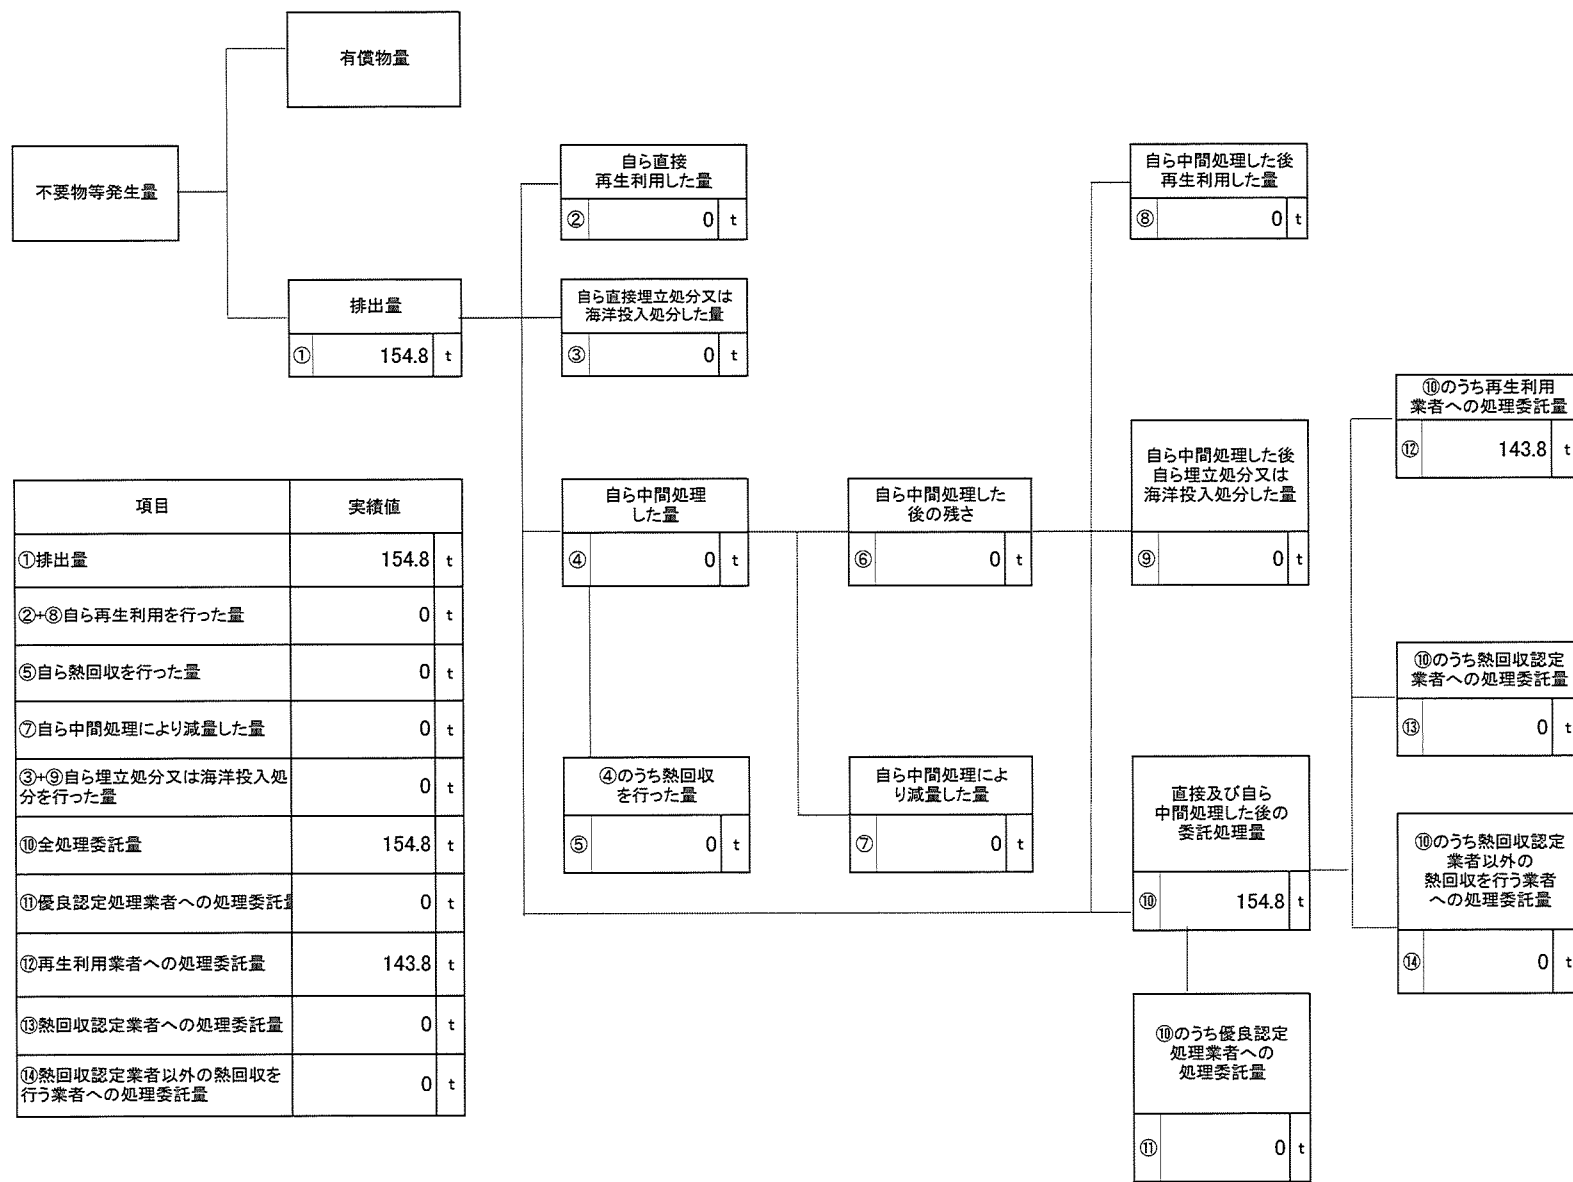 有償物量
不要物等発生量
排出量
① 154.8 t
自ら直接
再生利用した量
② 0 t
自ら直接埋立処分又は
海洋投入処分した量
③ 0 t
自ら中間処理
した量
④ 0 t
④のうち熱回収
を行った量
⑤ 0 t
自ら中間処理した
後の残さ
⑥ 0 t
自ら中間処理によ
り減量した量
⑦ 0 t
自ら中間処理した後
再生利用した量
⑧ 0 t
自ら中間処理した後
自ら埋立処分又は
海洋投入処分した量
⑨ 0 t
直接及び自ら
中間処理した後の
委託処理量
⑩ 154.8 t
⑩のうち優良認定
処理業者への
処理委託量
⑪ 0 t
⑩のうち再生利用
業者への処理委託量
⑫ 143.8 t
⑩のうち熱回収認定
業者への処理委託量
⑬ 0 t
⑩のうち熱回収認定
業者以外の
熱回収を行う業者
への処理委託量
⑭ 0 t
項目 実績値
①排出量 154.8 t
②+⑧自ら再生利用を行った量 0 t
⑤自ら熱回収を行った量 0 t
⑦自ら中間処理により減量した量 0 t
③+⑨自ら埋立処分又は海洋投入処
分を行った量 0 t
⑩全処理委託量 154.8 t
⑪優良認定処理業者への処理委託量 0 t
⑫再生利用業者への処理委託量 143.8 t
⑬熱回収認定業者への処理委託量 0 t
⑭熱回収認定業者以外の熱回収を
行う業者への処理委託量 0 t